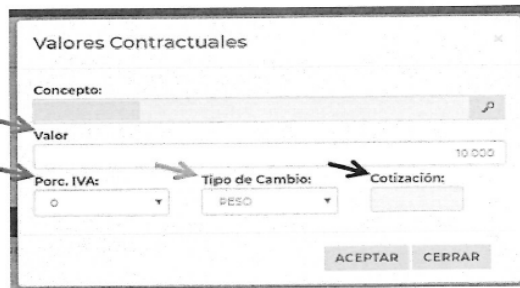 Valores Contractuales
Concepto:
Valor
10.000
Porc. IVA: Tipo de Cambio: Cotización:
0 PESO
ACEPTAR CERRAR